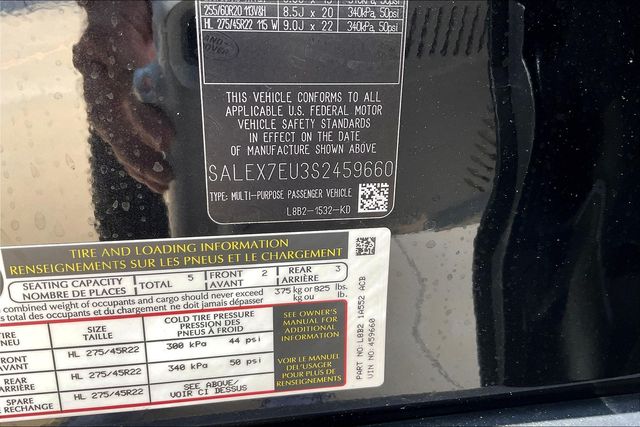 255/60R20 113V8H 8.5J x 20 340kPa, 50psi
HL 275/45R22 115 W 9.0J x 22 340kPa, 50psi
LAND ROVER
THIS VEHICLE CONFORMS TO ALL
APPLICABLE U.S. FEDERAL MOTOR
VEHICLE SAFETY STANDARDS
IN EFFECT ON THE DATE
OF MANUFACTURE SHOWN ABOVE
SALEX7EU3S2459660
TYPE: MULTI-PURPOSE PASSENGER VEHICLE
L8B2-1532-KD
TIRE AND LOADING INFORMATION
RENSEIGNEMENTS SUR LES PNEUS ET LE CHARGEMENT
SEATING CAPACITY TOTAL 5 FRONT 2 REAR 3
NOMBRE DE PLACES AVANT ARRIÈRE
combined weight of occupants and cargo should never exceed 375 kg or 825 lbs.
total des occupants et du chargement ne doit jamais dépasser kg ou lb.
SIZE
TAILLE
COLD TIRE PRESSURE
PRESSION DES
PNEUS À FROID
SEE OWNER'S
MANUAL FOR
ADDITIONAL
INFORMATION
HL 275/45R22 300 kPa 44 psi
AVANT
REAR HL 275/45R22 340 kPa 50 psi
ARRIÈRE
VOIR LE MANUEL
DE L'USAGER
POUR PLUS DE
RENSEIGNEMENTS
SPARE HL 275/45R22 SEE ABOVE/
RECHANGE VOIR CI DESSUS
PART NO: L8B2 1A552 ACB
VIN: 459660